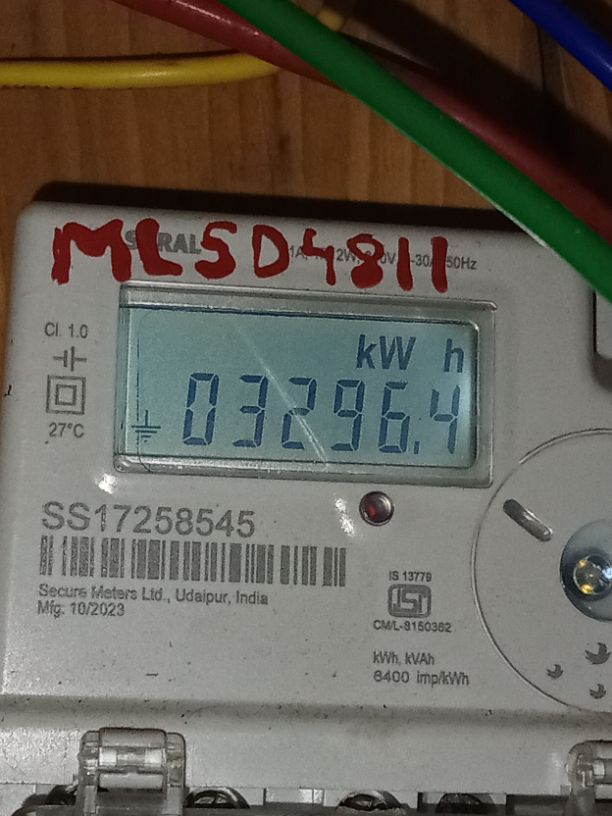 MLSD4811
kW h
03296.4
Cl. 1.0
27°C
SS17258545
Secure Meters Ltd., Udaipur, India
Mfg. 10/2023
IS 13779
ISI
CM/L-8150362
kWh, kVAh
6400 imp/kWh